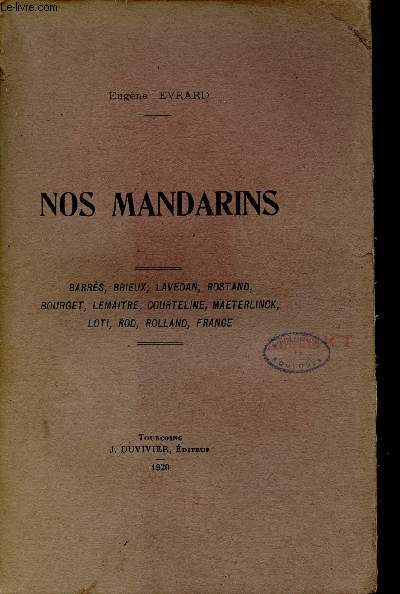 Le-livre.com
Eugène EVRARD
NOS MANDARINS
BARRÈS, BRIEUX, LAVEDAN, ROSTAND,
BOURGET, LEMAITRE, COURTELINE, MAETERLINCK,
LOTI, ROD, ROLLAND, FRANCE
TOULOUSE
TOURCOING
J. DUVIVIER, ÉDITEUR
1920